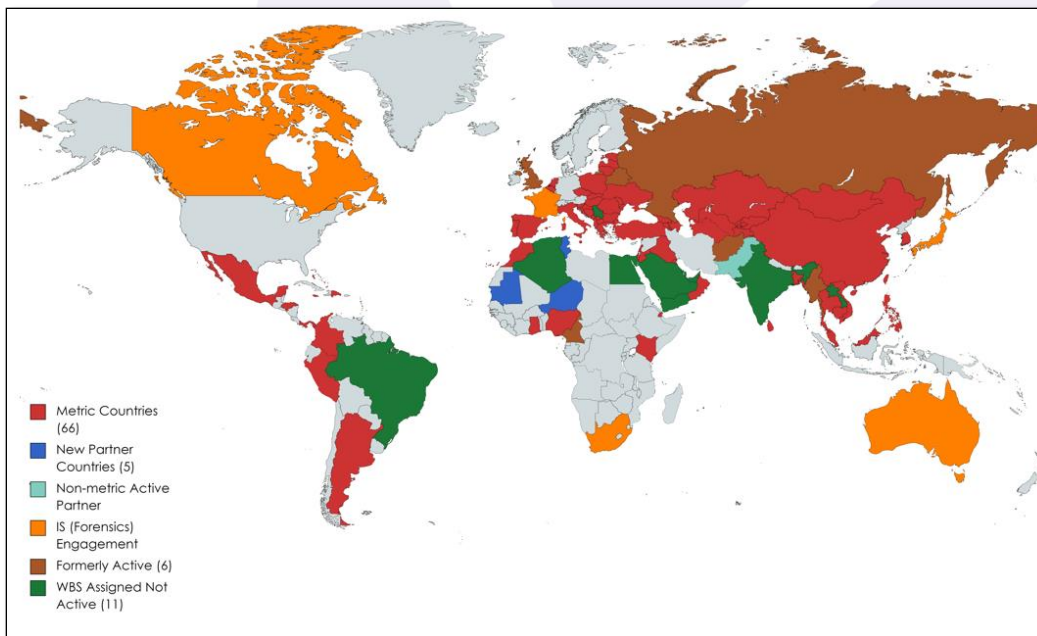 Metric Countries
(66)
New Partner
Countries (5)
Non-metric Active
Partner
IS (Forensics)
Engagement
Formerly Active (6)
WBS Assigned Not
Active (11)